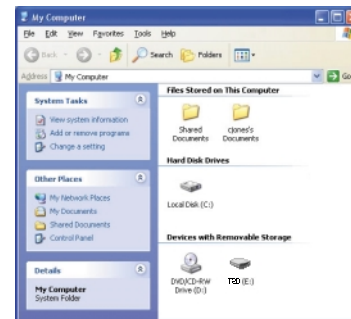 My Computer
File Edit View Favorites Tools Help
Back Search Folders
Address My Computer Go
System Tasks
View system information
Add or remove programs
Change a setting
Other Places
My Network Places
My Documents
Shared Documents
Control Panel
Details
My Computer
System Folder
Files Stored on This Computer
Shared Documents
cjones's Documents
Hard Disk Drives
Local Disk (C:)
Devices with Removable Storage
DVD/CD-RW
Drive (D:)
TBD (E:)